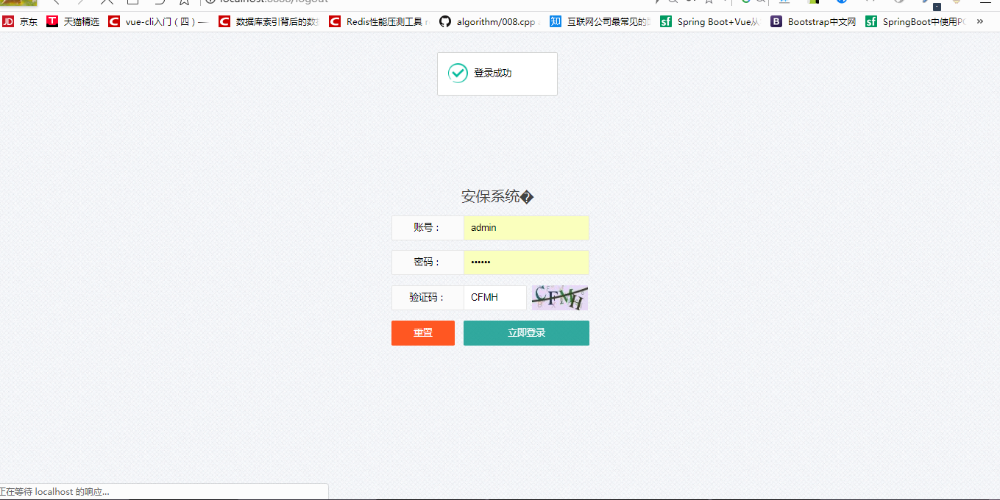 localhost:8088/logout
京东 天猫精选 vue-cli入门（四）— 数据库索引背后的数 Redis性能压测工具 algorithm/008.cpp 互联网公司最常见的 Spring Boot+Vue从 Bootstrap中文网 SpringBoot中使用PO »
登录成功
安保系统�
账号： admin
密码： ••••••
验证码： CFMH CFMH
重置 立即登录
正在等待 localhost 的响应...